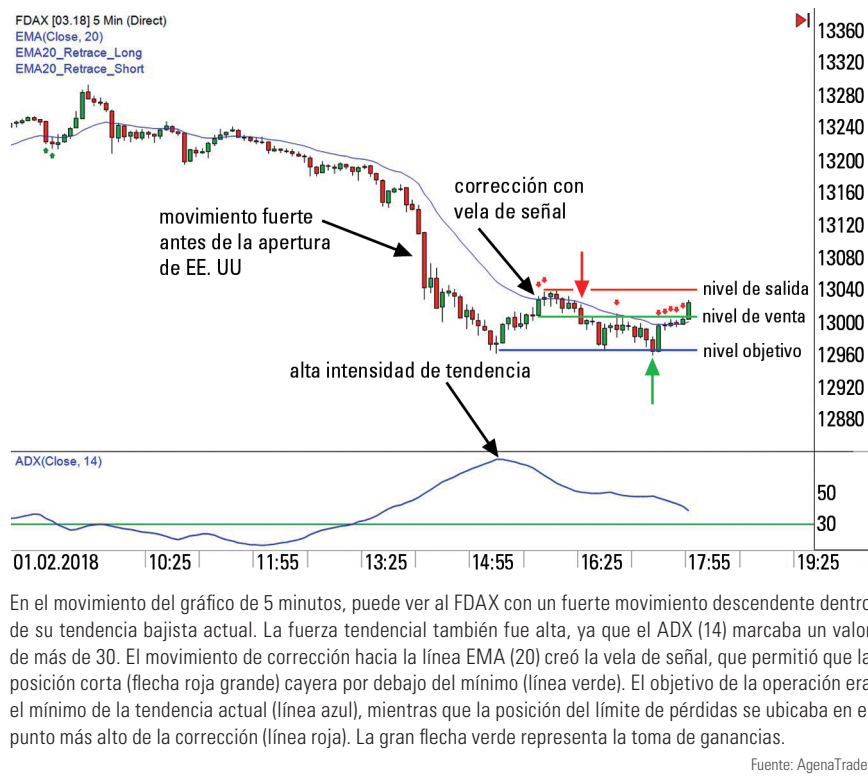 FDAX [03.18] 5 Min (Direct)
EMA(Close, 20)
EMA20_Retrace_Long
EMA20_Retrace_Short
13360
13320
13280
13240
13200
13160
13120
13080
13040
13000
12960
12920
12880
movimiento fuerte
antes de la apertura
de EE. UU
corrección con
vela de señal
nivel de salida
nivel de venta
nivel objetivo
alta intensidad de tendencia
ADX(Close, 14)
50
30
01.02.2018 10:25 11:55 13:25 14:55 16:25 17:55 19:25
En el movimiento del gráfico de 5 minutos, puede ver al FDAX con un fuerte movimiento descendente dentro
de su tendencia bajista actual. La fuerza tendencial también fue alta, ya que el ADX (14) marcaba un valor
de más de 30. El movimiento de corrección hacia la línea EMA (20) creó la vela de señal, que permitió que la
posición corta (flecha roja grande) cayera por debajo del mínimo (línea verde). El objetivo de la operación era
el mínimo de la tendencia actual (línea azul), mientras que la posición del límite de pérdidas se ubicaba en el
punto más alto de la corrección (línea roja). La gran flecha verde representa la toma de ganancias.
Fuente: AgenaTrade